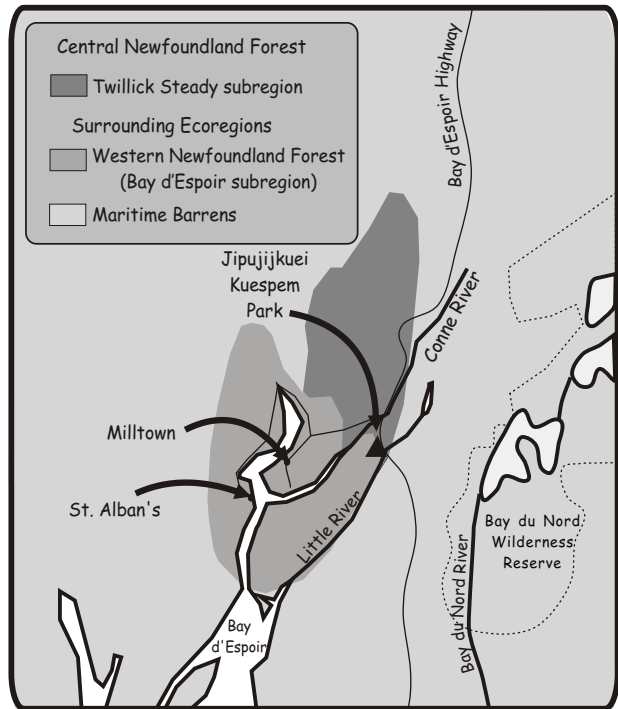 Central Newfoundland Forest
Twillick Steady subregion
Surrounding Ecoregions
Western Newfoundland Forest
(Bay d'Espoir subregion)
Maritime Barrens
Bay d'Espoir Highway
Jipujijkuei
Kuespem
Park
Conne River
Milltown
St. Alban's
Little River
Bay du Nord
Wilderness
Reserve
Bay du Nord River
Bay
d'Espoir